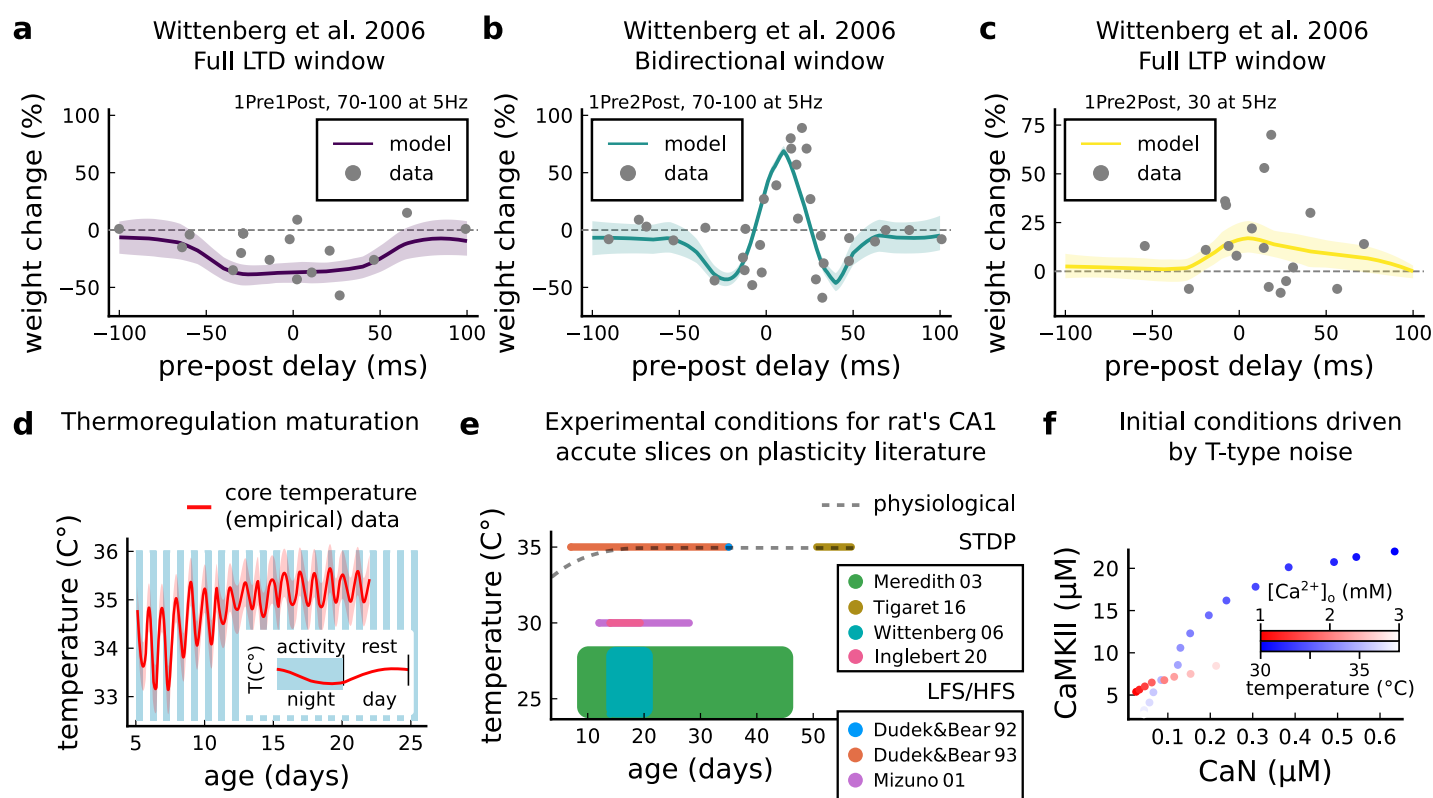 a
Wittenberg et al. 2006
Full LTD window
1Pre1Post, 70-100 at 5Hz
weight change (%)
100
50
0
−50
model
data
−100
−50
0
50
100
pre-post delay (ms)
b
Wittenberg et al. 2006
Bidirectional window
1Pre2Post, 70-100 at 5Hz
weight change (%)
100
50
0
−50
model
data
−100
−50
0
50
100
pre-post delay (ms)
c
Wittenberg et al. 2006
Full LTP window
1Pre2Post, 30 at 5Hz
weight change (%)
75
50
25
0
model
data
−100
−50
0
50
100
pre-post delay (ms)
d
Thermoregulation maturation
core temperature
(empirical) data
temperature (C°)
36
35
34
33
T(C°)
activity
rest
night
day
5
10
15
20
25
age (days)
e
Experimental conditions for rat's CA1
accute slices on plasticity literature
physiological
temperature (C°)
35
30
25
STDP
Meredith 03
Tigaret 16
Wittenberg 06
Inglebert 20
LFS/HFS
Dudek&Bear 92
Dudek&Bear 93
Mizuno 01
10
20
30
40
50
age (days)
f
Initial conditions driven
by T-type noise
CaMKII (μM)
20
15
10
5
[Ca²⁺]ₒ (mM)
1
2
3
30
35
temperature (°C)
0.1
0.2
0.3
0.4
0.5
0.6
CaN (μM)